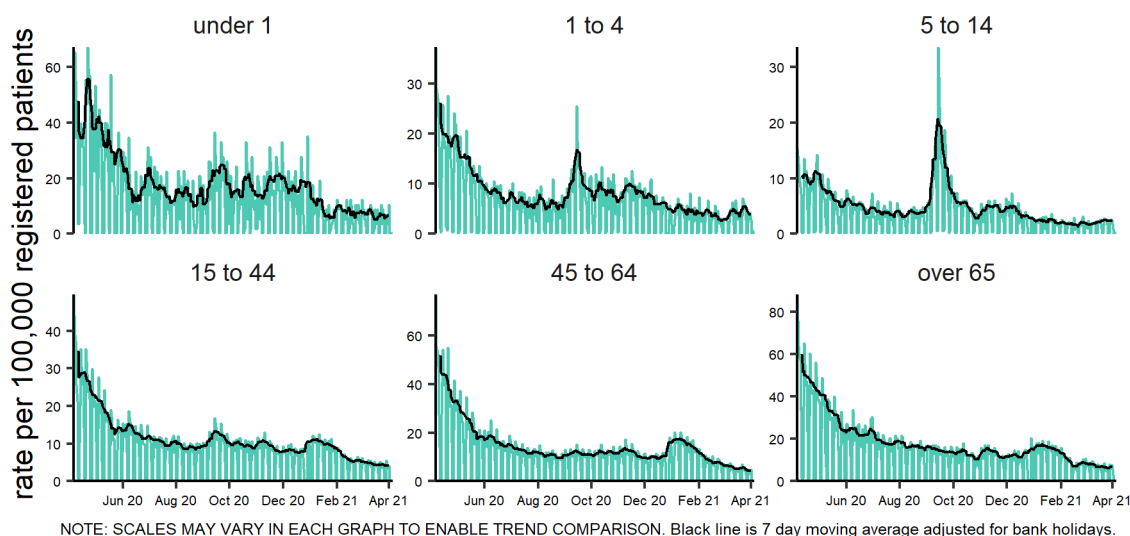 rate per 100,000 registered patients
under 1
1 to 4
5 to 14
60
40
20
0
30
20
10
0
30
20
10
0
15 to 44
45 to 64
over 65
40
30
20
10
0
60
40
20
0
80
60
40
20
0
Jun 20 Aug 20 Oct 20 Dec 20 Feb 21 Apr 21
Jun 20 Aug 20 Oct 20 Dec 20 Feb 21 Apr 21
Jun 20 Aug 20 Oct 20 Dec 20 Feb 21 Apr 21
NOTE: SCALES MAY VARY IN EACH GRAPH TO ENABLE TREND COMPARISON. Black line is 7 day moving average adjusted for bank holidays.